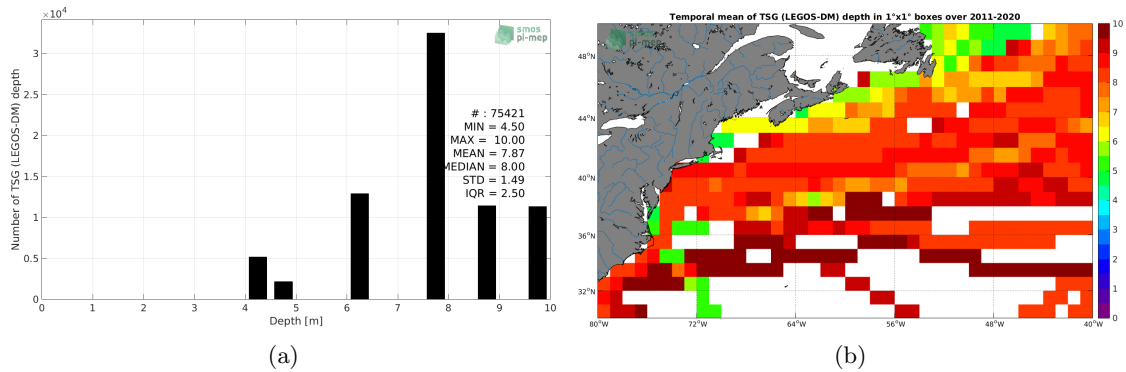 ×10⁴
smos
pi-mep
Number of TSG (LEGOS-DM) depth
3
2.5
2
1.5
1
0.5
0
# : 75421
MIN = 4.50
MAX = 10.00
MEAN = 7.87
MEDIAN = 8.00
STD = 1.49
IQR = 2.50
0 1 2 3 4 5 6 7 8 9 10
Depth [m]
(a)
Temporal mean of TSG (LEGOS-DM) depth in 1°x1° boxes over 2011-2020
smos
pi-mep
48°N
44°N
40°N
36°N
32°N
80°W 72°W 64°W 56°W 48°W 40°W
10
9
8
7
6
5
4
3
2
1
0
(b)